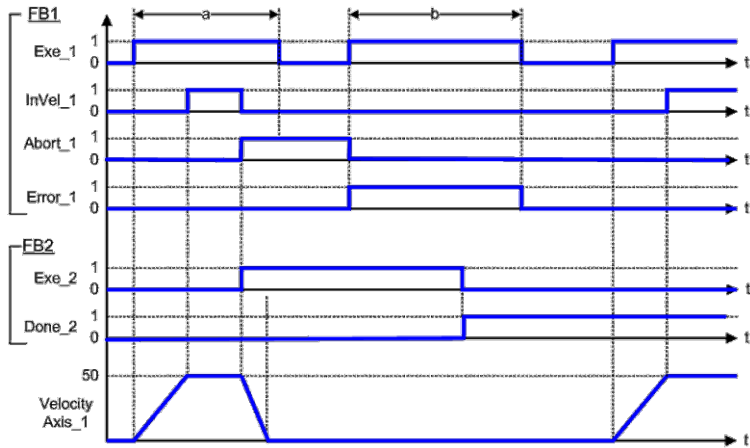 FB1
a
b
Exe_1
1
0
t
InVel_1
1
0
t
Abort_1
1
0
t
Error_1
1
0
t
FB2
Exe_2
1
0
t
Done_2
1
0
t
50
Velocity
Axis_1
0
t